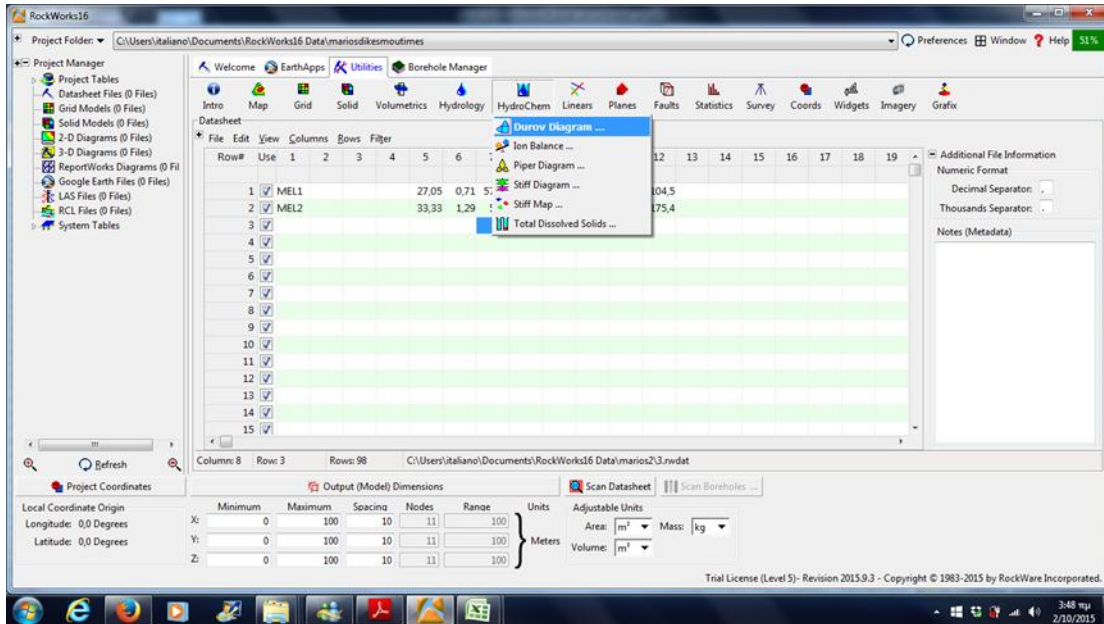 RockWorks16
Project Folder: C:\Users\italiano\Documents\RockWorks16 Data\mariosdikesmoutimes Preferences Window Help 51%
Project Manager
Project Tables
Datasheet Files (0 Files)
Grid Models (0 Files)
Solid Models (0 Files)
2-D Diagrams (0 Files)
3-D Diagrams (0 Files)
ReportWorks Diagrams (0 Fil
Google Earth Files (0 Files)
LAS Files (0 Files)
RCL Files (0 Files)
System Tables
Refresh
Welcome EarthApps Utilities Borehole Manager
Intro Map Grid Solid Volumetrics Hydrology HydroChem Linears Planes Faults Statistics Survey Coords Widgets Imagery Grafix
Datasheet
File Edit View Columns Rows Filter
Durov Diagram ...
Ion Balance ...
Piper Diagram ...
Stiff Diagram ...
Stiff Map ...
Total Dissolved Solids ...
Row# Use 1 2 3 4 5 6 12 13 14 15 16 17 18 19
1 MEL1 27,05 0,71 104,5
2 MEL2 33,33 1,29 175,4
3
4
5
6
7
8
9
10
11
12
13
14
15
Additional File Information
Numeric Format
Decimal Separator: ,
Thousands Separator: .
Notes (Metadata)
Column: 8 Row: 3 Rows: 98 C:\Users\italiano\Documents\RockWorks16 Data\marios2\3.rwdat
Project Coordinates Output (Model) Dimensions Scan Datasheet Scan Boreholes ...
Local Coordinate Origin
Longitude: 0,0 Degrees
Latitude: 0,0 Degrees
Minimum Maximum Spacing Nodes Range Units
X: 0 100 10 11 100
Y: 0 100 10 11 100 Meters
Z: 0 100 10 11 100
Adjustable Units
Area: m² Mass: kg
Volume: m³
Trial License (Level 5)- Revision 2015.9.3 - Copyright © 1983-2015 by RockWare Incorporated.
3:48 πμ
2/10/2015